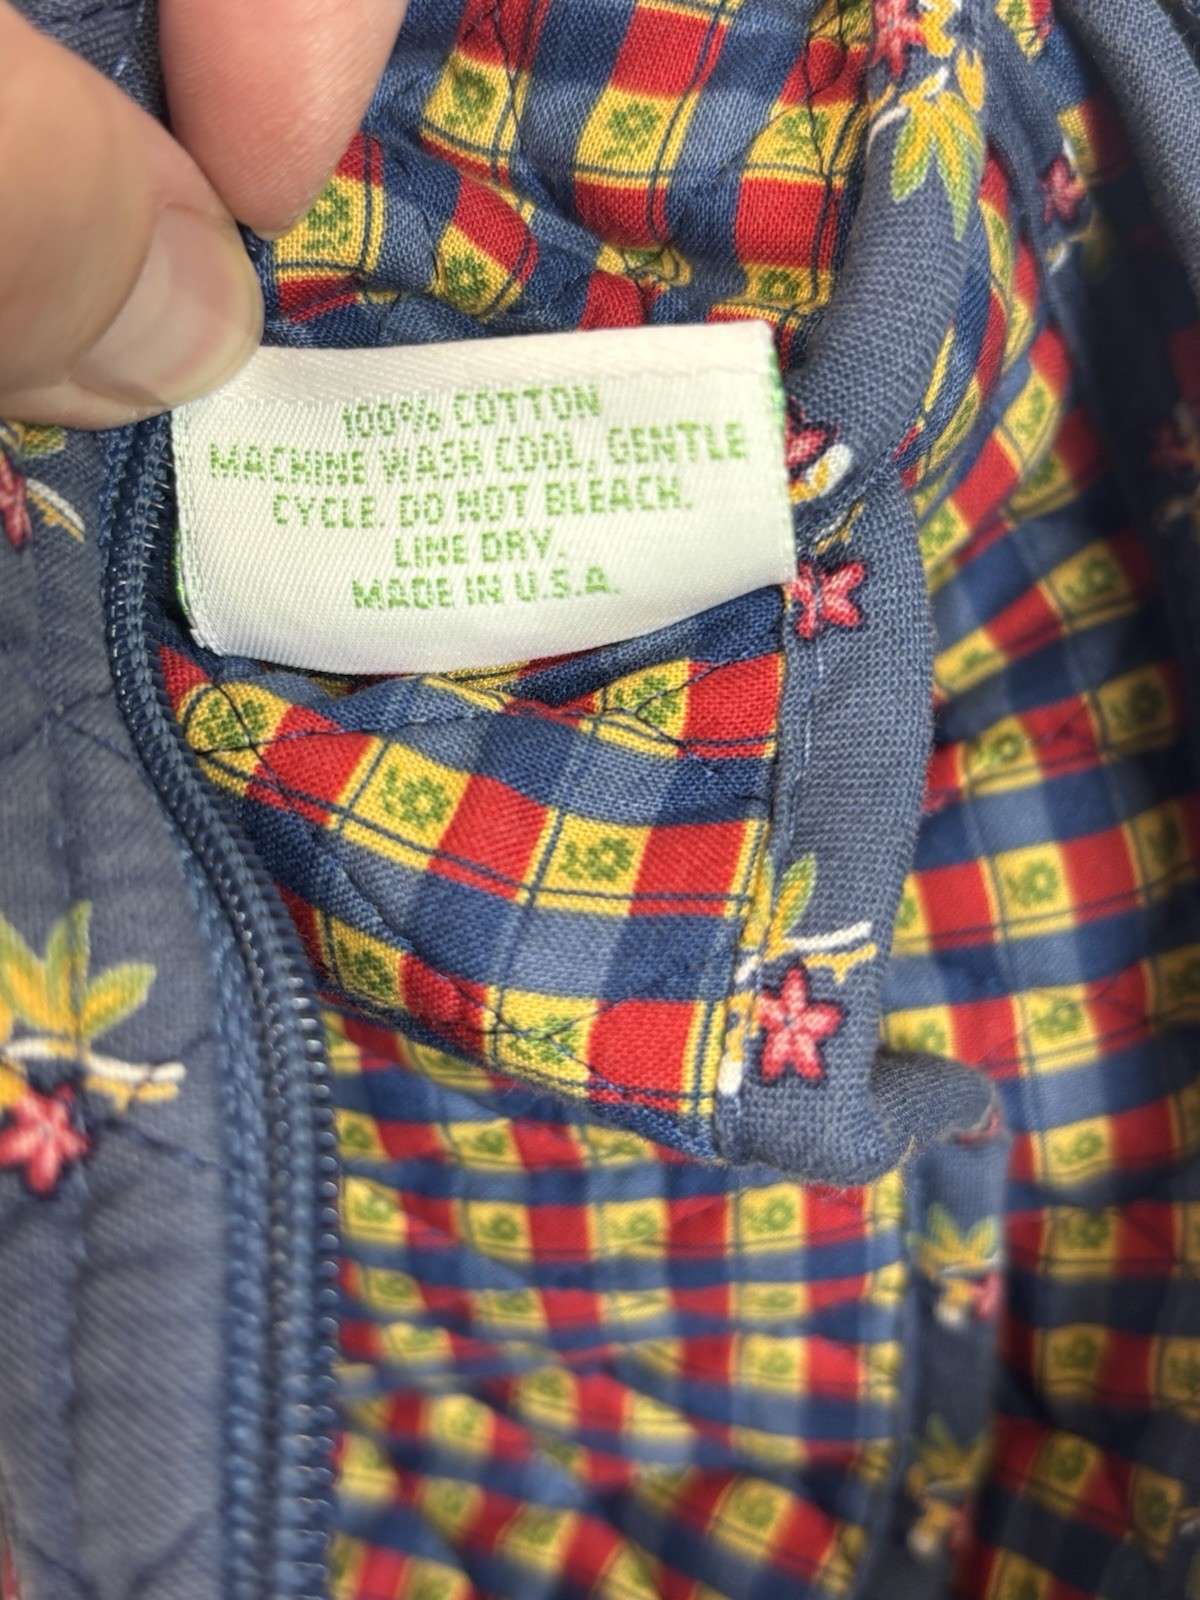 100% COTTON
MACHINE WASH COOL, GENTLE
CYCLE. DO NOT BLEACH.
LINE DRY.
MADE IN U.S.A.